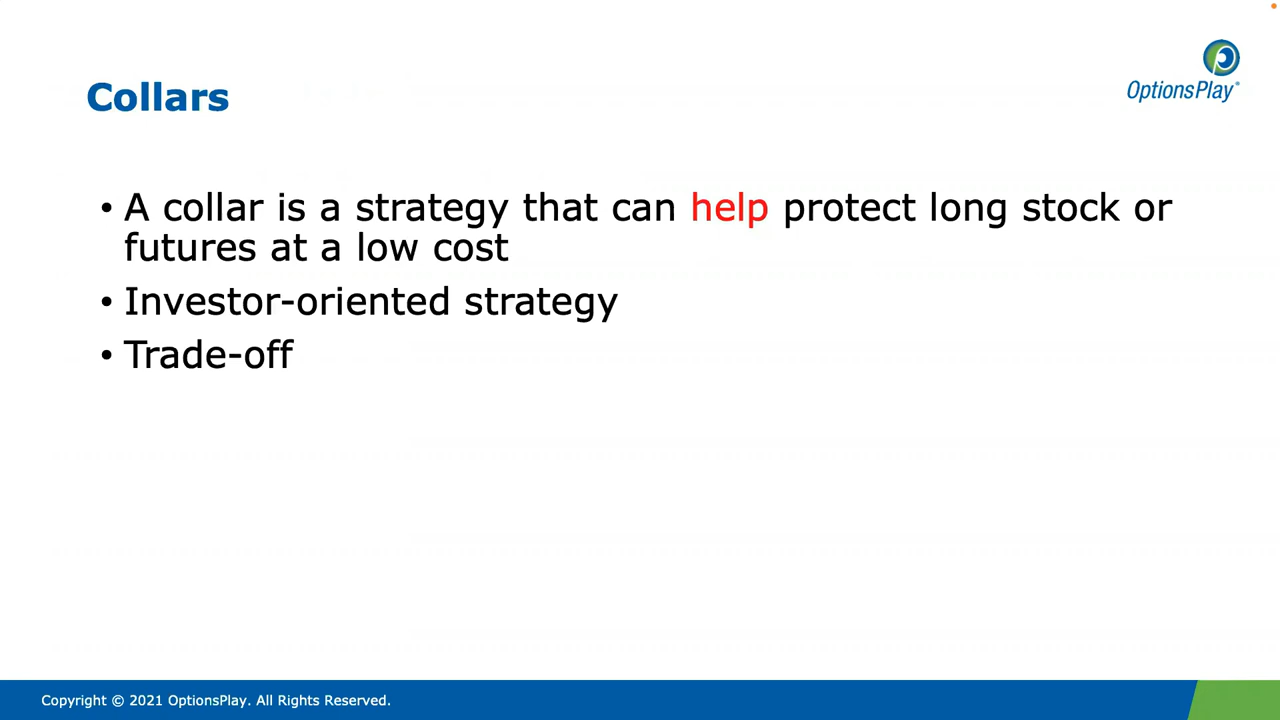 OptionsPlay®
Collars
• A collar is a strategy that can help protect long stock or
futures at a low cost
• Investor-oriented strategy
• Trade-off
Copyright © 2021 OptionsPlay. All Rights Reserved.